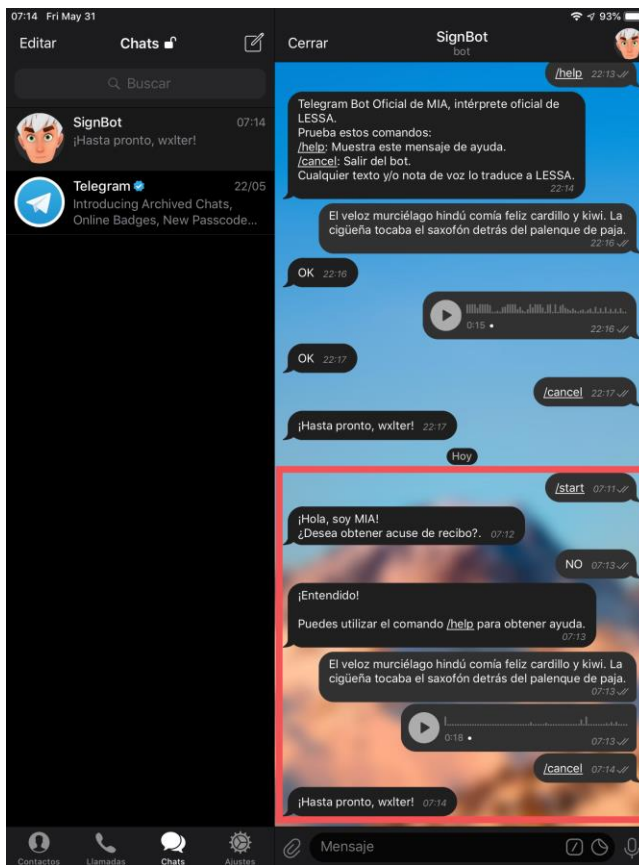 07:14 Fri May 31
93%
Editar
Chats
Buscar
SignBot
07:14
¡Hasta pronto, wxlter!
Telegram
22/05
Introducing Archived Chats,
Online Badges, New Passcode...
Contactos
Llamadas
Chats
Ajustes
Cerrar
SignBot
bot
/help 22:13
Telegram Bot Oficial de MIA, intérprete oficial de
LESSA.
Prueba estos comandos:
/help: Muestra este mensaje de ayuda.
/cancel: Salir del bot.
Cualquier texto y/o nota de voz lo traduce a LESSA.
22:14
El veloz murciélago hindú comía feliz cardillo y kiwi. La
cigüeña tocaba el saxofón detrás del palenque de paja.
22:16
OK 22:16
0:15
22:16
OK 22:17
/cancel 22:17
¡Hasta pronto, wxlter! 22:17
Hoy
/start 07:11
¡Hola, soy MIA!
¿Desea obtener acuse de recibo?. 07:12
NO 07:13
¡Entendido!
Puedes utilizar el comando /help para obtener ayuda.
07:13
El veloz murciélago hindú comía feliz cardillo y kiwi. La
cigüeña tocaba el saxofón detrás del palenque de paja.
07:13
0:18
07:13
/cancel 07:14
¡Hasta pronto, wxlter! 07:14
Mensaje